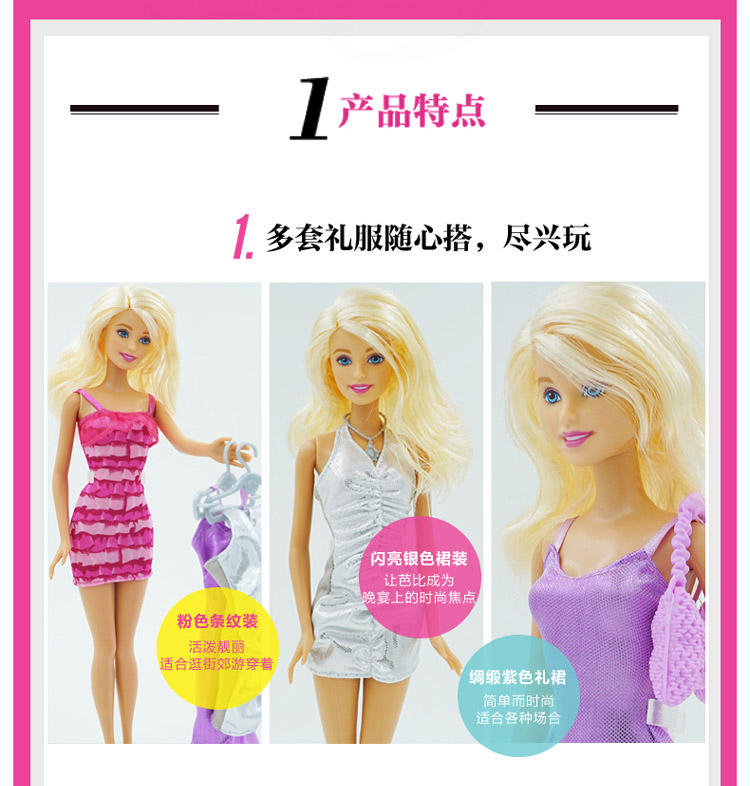 1 产品特点
1. 多套礼服随心搭，尽兴玩
闪亮银色裙装
让芭比成为
晚宴上的时尚焦点
粉色条纹装
活泼靓丽
适合逛街郊游穿着
绸缎紫色礼裙
简单而时尚
适合各种场合